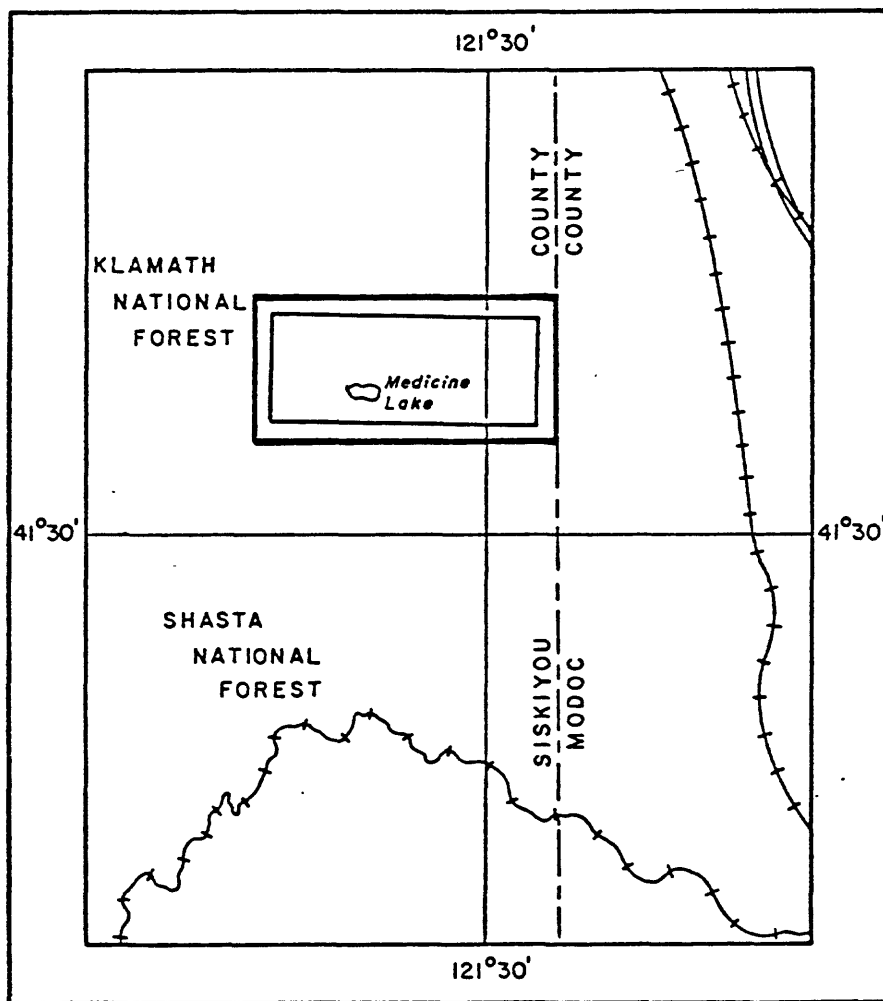 121°30'
COUNTY
COUNTY
KLAMATH
NATIONAL
FOREST
Medicine
Lake
41°30'
41°30'
SHASTA
NATIONAL
FOREST
SISKIYOU
MODOC
121°30'